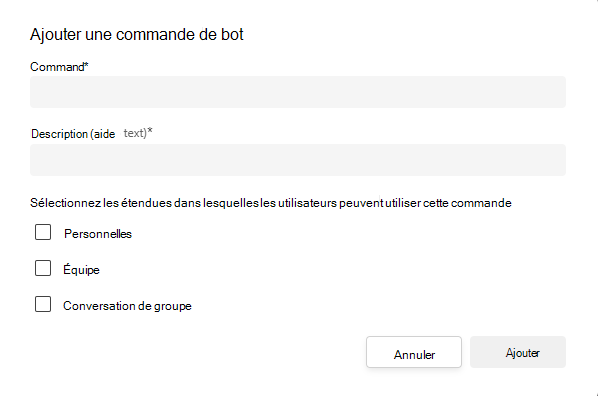 Ajouter une commande de bot
Command*
Description (aide text)*
Sélectionnez les étendues dans lesquelles les utilisateurs peuvent utiliser cette commande
Personnelles
Équipe
Conversation de groupe
Annuler Ajouter